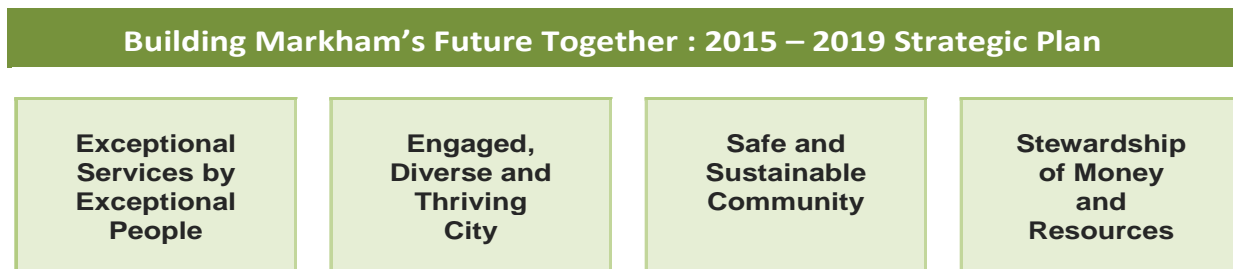 Building Markham’s Future Together : 2015 – 2019 Strategic Plan
Exceptional
Services by
Exceptional
People
Engaged,
Diverse and
Thriving
City
Safe and
Sustainable
Community
Stewardship
of Money
and
Resources